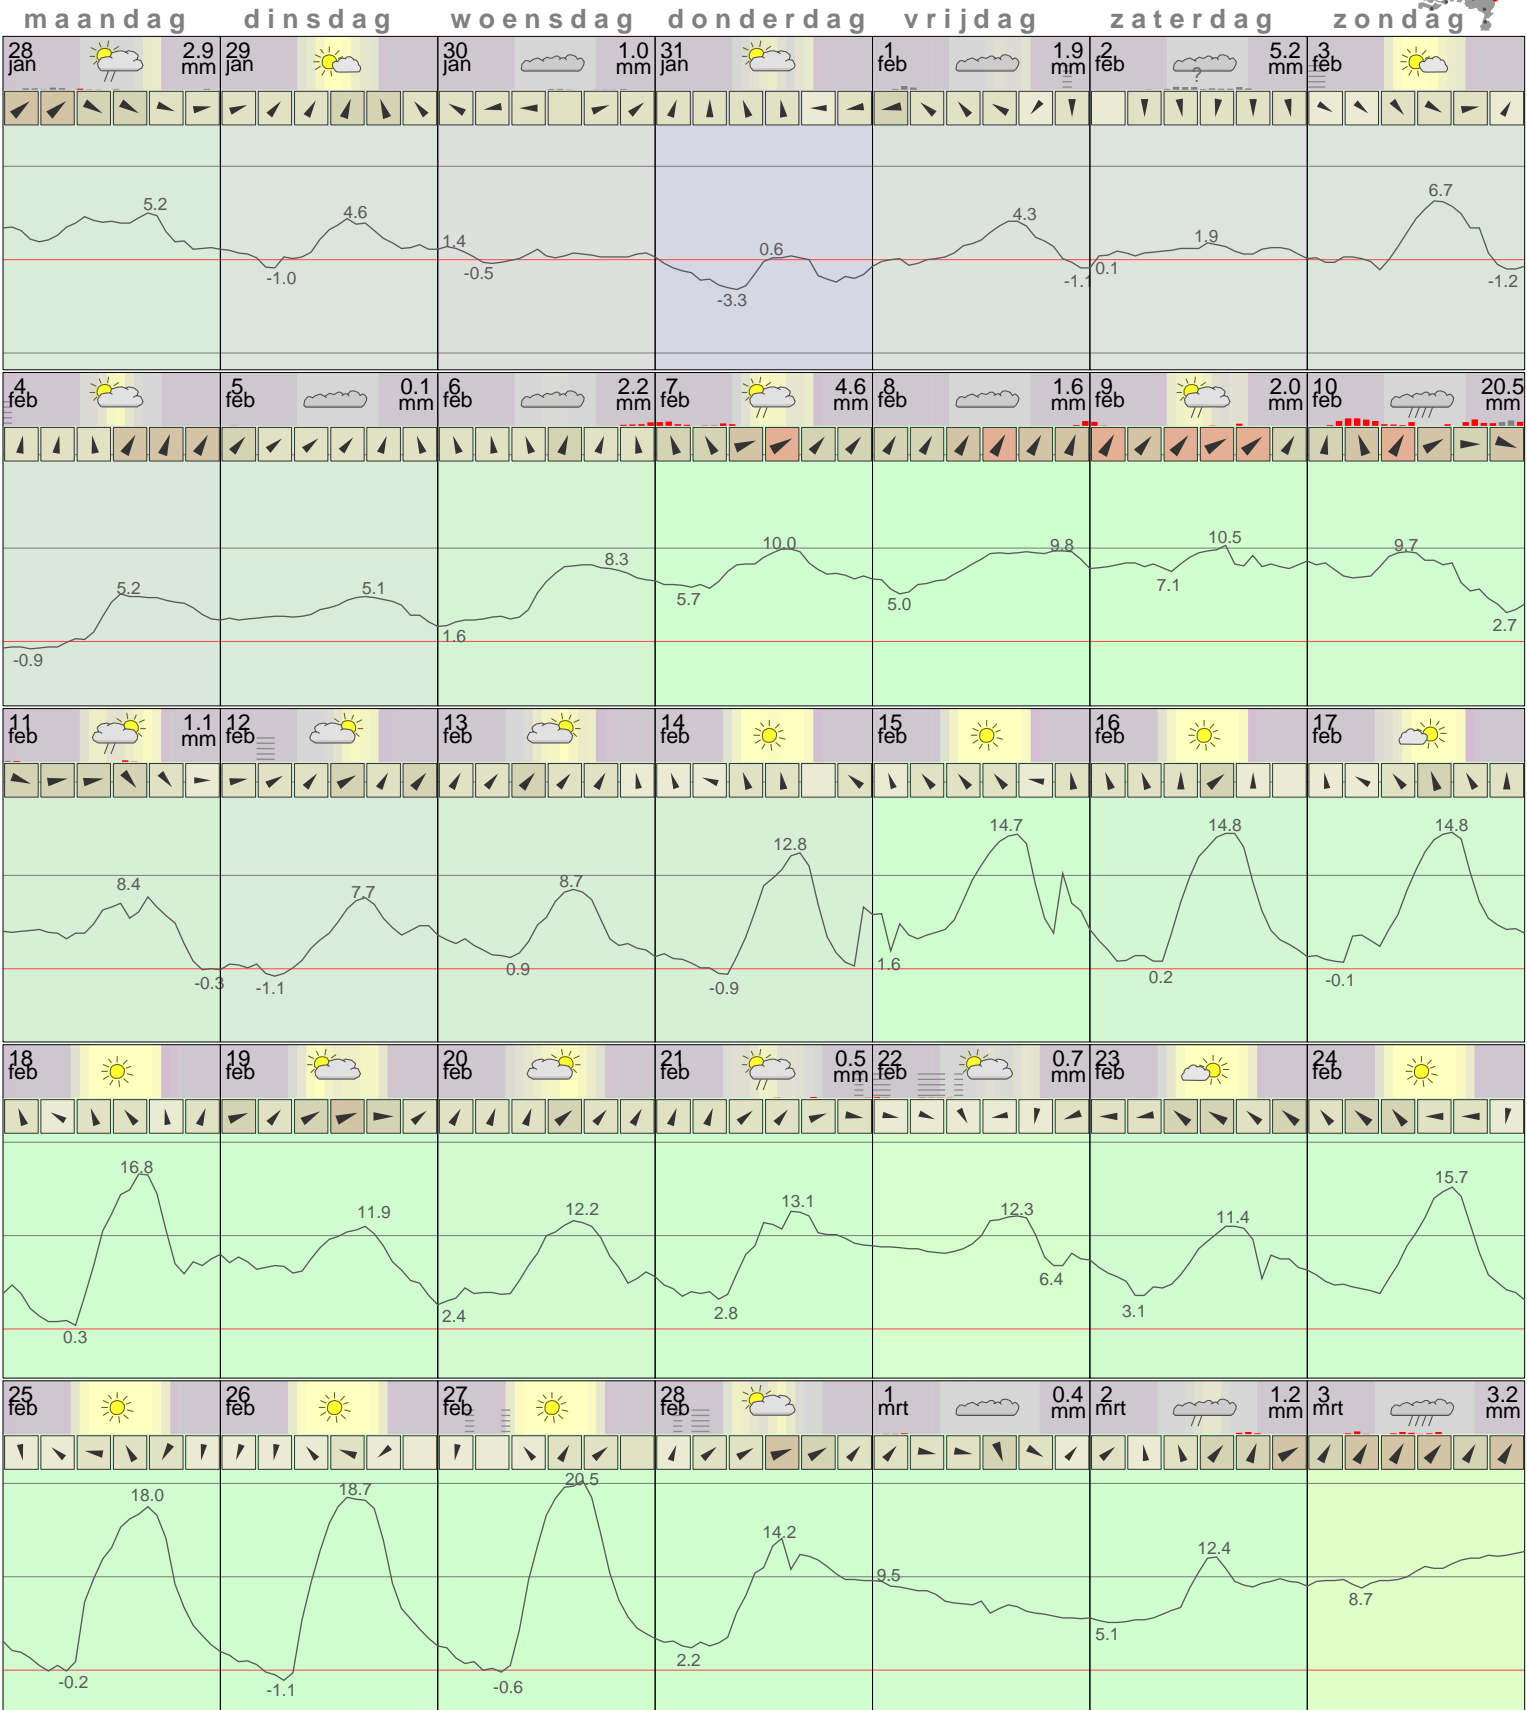 maandag dinsdag woensdag donderdag vrijdag zaterdag zondag
28 jan 2.9 mm 29 jan 30 jan 1.0 mm 31 jan 1 feb 1.9 mm 2 feb ? 5.2 mm 3 feb
5.2 -1.0 4.6 1.4 -0.5 -3.3 0.6 4.3 -1.1 0.1 1.9 6.7 -1.2
4 feb 5 feb 0.1 mm 6 feb 2.2 mm 7 feb 4.6 mm 8 feb 1.6 mm 9 feb 2.0 mm 10 feb 20.5 mm
-0.9 5.2 5.1 1.6 8.3 5.7 10.0 5.0 9.8 7.1 10.5 9.7 2.7
11 feb 1.1 mm 12 feb 13 feb 14 feb 15 feb 16 feb 17 feb
8.4 -0.3 -1.1 7.7 0.9 8.7 -0.9 12.8 1.6 14.7 0.2 14.8 -0.1 14.8
18 feb 19 feb 20 feb 21 feb 0.5 mm 22 feb 0.7 mm 23 feb 24 feb
0.3 16.8 11.9 2.4 12.2 2.8 13.1 12.3 6.4 3.1 11.4 15.7
25 feb 26 feb 27 feb 28 feb 1 mrt 0.4 mm 2 mrt 1.2 mm 3 mrt 3.2 mm
-0.2 18.0 -1.1 18.7 -0.6 20.5 2.2 14.2 9.5 5.1 12.4 8.7